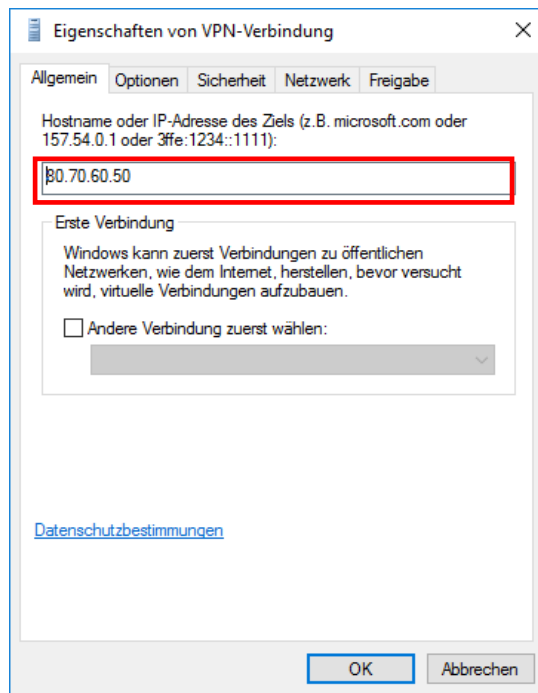 Eigenschaften von VPN-Verbindung
Allgemein Optionen Sicherheit Netzwerk Freigabe
Hostname oder IP-Adresse des Ziels (z.B. microsoft.com oder
157.54.0.1 oder 3ffe:1234::1111):
80.70.60.50
Erste Verbindung
Windows kann zuerst Verbindungen zu öffentlichen
Netzwerken, wie dem Internet, herstellen, bevor versucht
wird, virtuelle Verbindungen aufzubauen.
Andere Verbindung zuerst wählen:
Datenschutzbestimmungen
OK Abbrechen